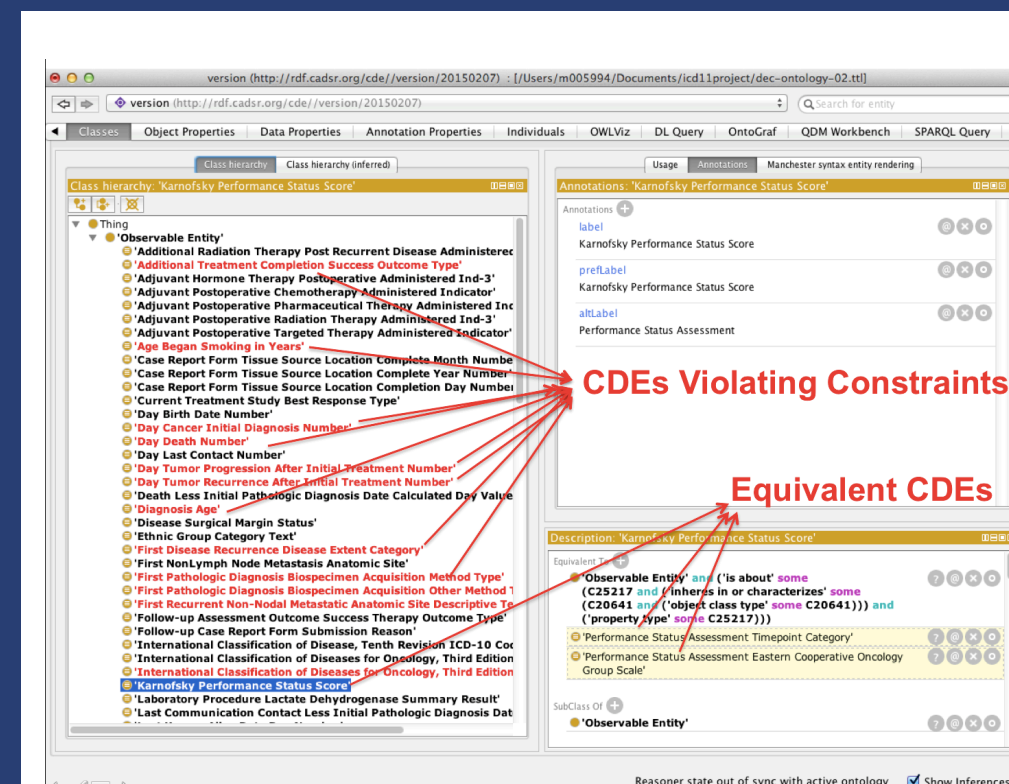 version (http://rdf.cadsr.org/cde//version/20150207) : [/Users/m005994/Documents/icd11project/dec-ontology-02.ttl]
version (http://rdf.cadsr.org/cde//version/20150207)
Search for entity
Classes Object Properties Data Properties Annotation Properties Individuals OWLViz DL Query OntoGraf QDM Workbench SPARQL Query
Class hierarchy Class hierarchy (inferred)
Class hierarchy: 'Karnofsky Performance Status Score'
Thing
'Observable Entity'
'Additional Radiation Therapy Post Recurrent Disease Administered
'Additional Treatment Completion Success Outcome Type'
'Adjuvant Hormone Therapy Postoperative Administered Ind-3'
'Adjuvant Postoperative Chemotherapy Administered Indicator'
'Adjuvant Postoperative Pharmaceutical Therapy Administered Inc
'Adjuvant Postoperative Radiation Therapy Administered Ind-3'
'Adjuvant Postoperative Targeted Therapy Administered Indicator'
'Age Began Smoking in Years'
'Case Report Form Tissue Source Location Complete Month Numbe
'Case Report Form Tissue Source Location Complete Year Number'
'Case Report Form Tissue Source Location Completion Day Number
'Current Treatment Study Best Response Type'
'Day Birth Date Number'
'Day Cancer Initial Diagnosis Number'
'Day Death Number'
'Day Last Contact Number'
'Day Tumor Progression After Initial Treatment Number'
'Day Tumor Recurrence After Initial Treatment Number'
'Death Less Initial Pathologic Diagnosis Date Calculated Day Value
'Diagnosis Age'
'Disease Surgical Margin Status'
'Ethnic Group Category Text'
'First Disease Recurrence Disease Extent Category'
'First NonLymph Node Metastasis Anatomic Site'
'First Pathologic Diagnosis Biospecimen Acquisition Method Type'
'First Pathologic Diagnosis Biospecimen Acquisition Other Method T
'First Recurrent Non-Nodal Metastatic Anatomic Site Descriptive Te
'Follow-up Assessment Outcome Success Therapy Outcome Type'
'Follow-up Case Report Form Submission Reason'
'International Classification of Disease, Tenth Revision ICD-10 Coc
'International Classification of Diseases for Oncology, Third Edition
'International Classification of Diseases for Oncology, Third Edition
'Karnofsky Performance Status Score'
'Laboratory Procedure Lactate Dehydrogenase Summary Result'
'Last Communication Contact Less Initial Pathologic Diagnosis Dat
Usage Annotations Manchester syntax entity rendering
Annotations: 'Karnofsky Performance Status Score'
Annotations
label
Karnofsky Performance Status Score
prefLabel
Karnofsky Performance Status Score
altLabel
Performance Status Assessment
CDEs Violating Constraints
Equivalent CDEs
Description: 'Karnofsky Performance Status Score'
Equivalent To
'Observable Entity' and ('is about' some
(C25217 and ('inheres in or characterizes' some
(C20641 and ('object class type' some C20641))) and
('property type' some C25217)))
'Performance Status Assessment Timepoint Category'
'Performance Status Assessment Eastern Cooperative Oncology
Group Scale'
SubClass Of
'Observable Entity'
Reasoner state out of sync with active ontology Show Inferences